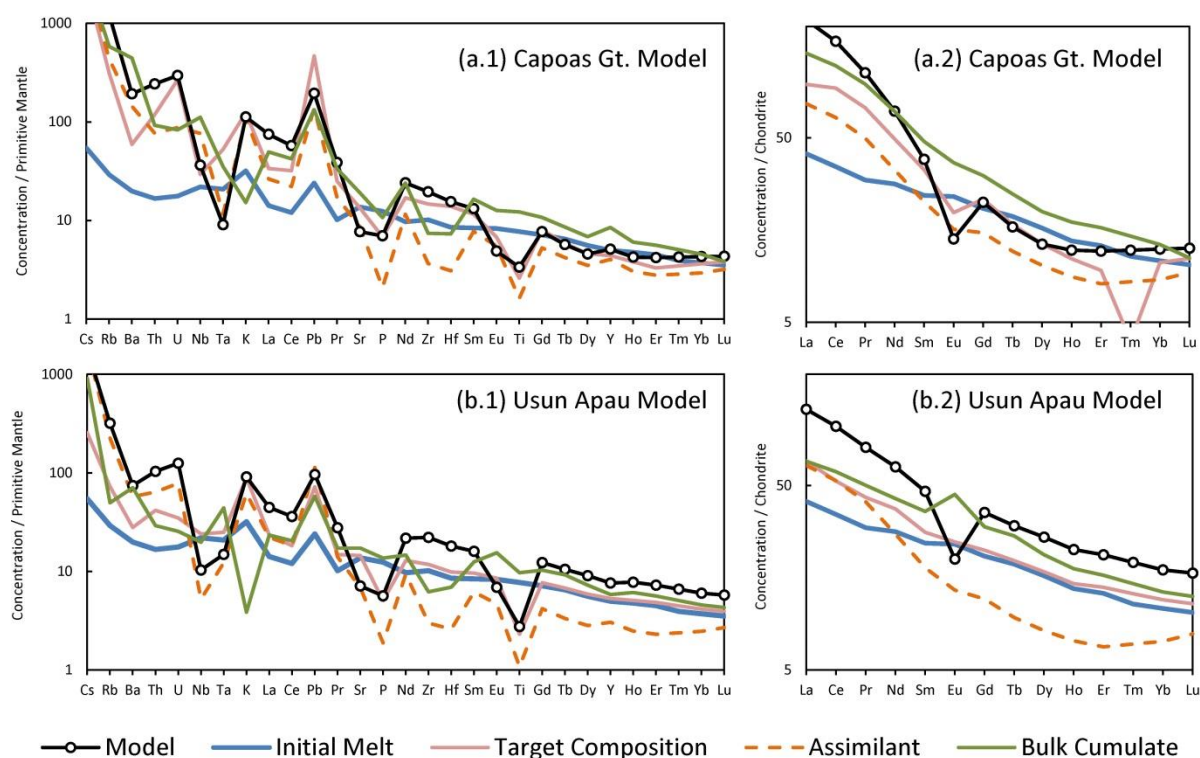 (a.1) Capoas Gt. Model
Concentration / Primitive Mantle
1000
100
10
1
Cs Rb Ba Th U Nb Ta K La Ce Pb Pr Sr P Nd Zr Hf Sm Eu Ti Gd Tb Dy Y Ho Er Tm Yb Lu
(a.2) Capoas Gt. Model
Concentration / Chondrite
50
5
La Ce Pr Nd Sm Eu Gd Tb Dy Ho Er Tm Yb Lu
(b.1) Usun Apau Model
Concentration / Primitive Mantle
1000
100
10
1
Cs Rb Ba Th U Nb Ta K La Ce Pb Pr Sr P Nd Zr Hf Sm Eu Ti Gd Tb Dy Y Ho Er Tm Yb Lu
(b.2) Usun Apau Model
Concentration / Chondrite
50
5
La Ce Pr Nd Sm Eu Gd Tb Dy Ho Er Tm Yb Lu
Model Initial Melt Target Composition Assimilant Bulk Cumulate